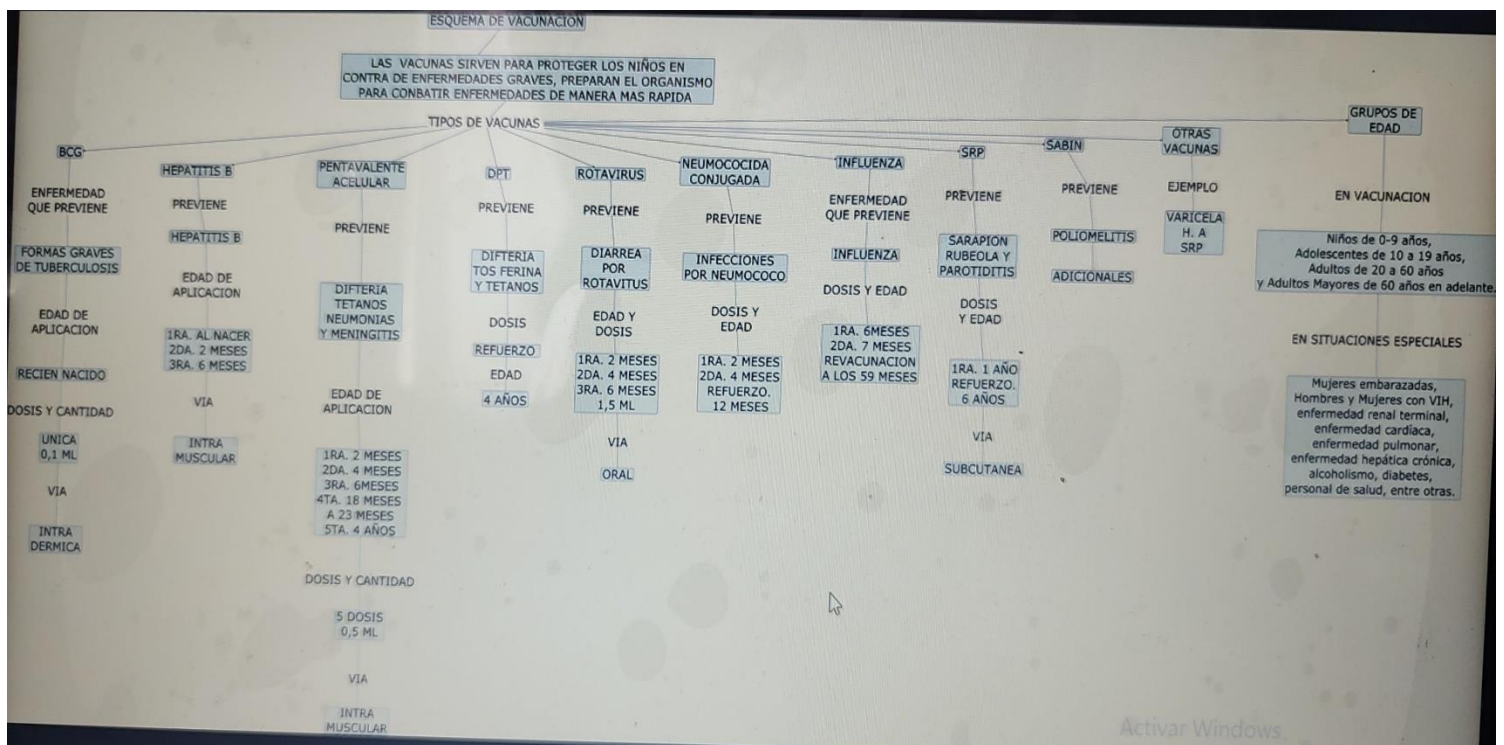 ESQUEMA DE VACUNACION
LAS VACUNAS SIRVEN PARA PROTEGER LOS NIÑOS EN
CONTRA DE ENFERMEDADES GRAVES, PREPARAN EL ORGANISMO
PARA CONBATIR ENFERMEDADES DE MANERA MAS RAPIDA
TIPOS DE VACUNAS
BCG
ENFERMEDAD
QUE PREVIENE
FORMAS GRAVES
DE TUBERCULOSIS
EDAD DE
APLICACION
RECIEN NACIDO
DOSIS Y CANTIDAD
UNICA
0,1 ML
VIA
INTRA
DERMICA
HEPATITIS B
PREVIENE
HEPATITIS B
EDAD DE
APLICACION
1RA. AL NACER
2DA. 2 MESES
3RA. 6 MESES
VIA
INTRA
MUSCULAR
PENTAVALENTE
ACELULAR
PREVIENE
DIFTERIA
TETANOS
NEUMONIAS
Y MENINGITIS
EDAD DE
APLICACION
1RA. 2 MESES
2DA. 4 MESES
3RA. 6MESES
4TA. 18 MESES
A 23 MESES
5TA. 4 AÑOS
DOSIS Y CANTIDAD
5 DOSIS
0,5 ML
VIA
INTRA
MUSCULAR
DPT
PREVIENE
DIFTERIA
TOS FERINA
Y TETANOS
DOSIS
REFUERZO
EDAD
4 AÑOS
ROTAVIRUS
PREVIENE
DIARREA
POR
ROTAVITUS
EDAD Y
DOSIS
1RA. 2 MESES
2DA. 4 MESES
3RA. 6 MESES
1,5 ML
VIA
ORAL
NEUMOCOCIDA
CONJUGADA
PREVIENE
INFECCIONES
POR NEUMOCOCO
DOSIS Y
EDAD
1RA. 2 MESES
2DA. 4 MESES
REFUERZO.
12 MESES
INFLUENZA
ENFERMEDAD
QUE PREVIENE
INFLUENZA
DOSIS Y EDAD
1RA. 6MESES
2DA. 7 MESES
REVACUNACION
A LOS 59 MESES
SRP
PREVIENE
SARAPION
RUBEOLA Y
PAROTIDITIS
DOSIS
Y EDAD
1RA. 1 AÑO
REFUERZO.
6 AÑOS
VIA
SUBCUTANEA
SABIN
PREVIENE
POLIOMELITIS
ADICIONALES
OTRAS
VACUNAS
EJEMPLO
VARICELA
H. A
SRP
GRUPOS DE
EDAD
EN VACUNACION
Niños de 0-9 años,
Adolescentes de 10 a 19 años,
Adultos de 20 a 60 años
y Adultos Mayores de 60 años en adelante.
EN SITUACIONES ESPECIALES
Mujeres embarazadas,
Hombres y Mujeres con VIH,
enfermedad renal terminal,
enfermedad cardíaca,
enfermedad pulmonar,
enfermedad hepática crónica,
alcoholismo, diabetes,
personal de salud, entre otras.
Activar Windows